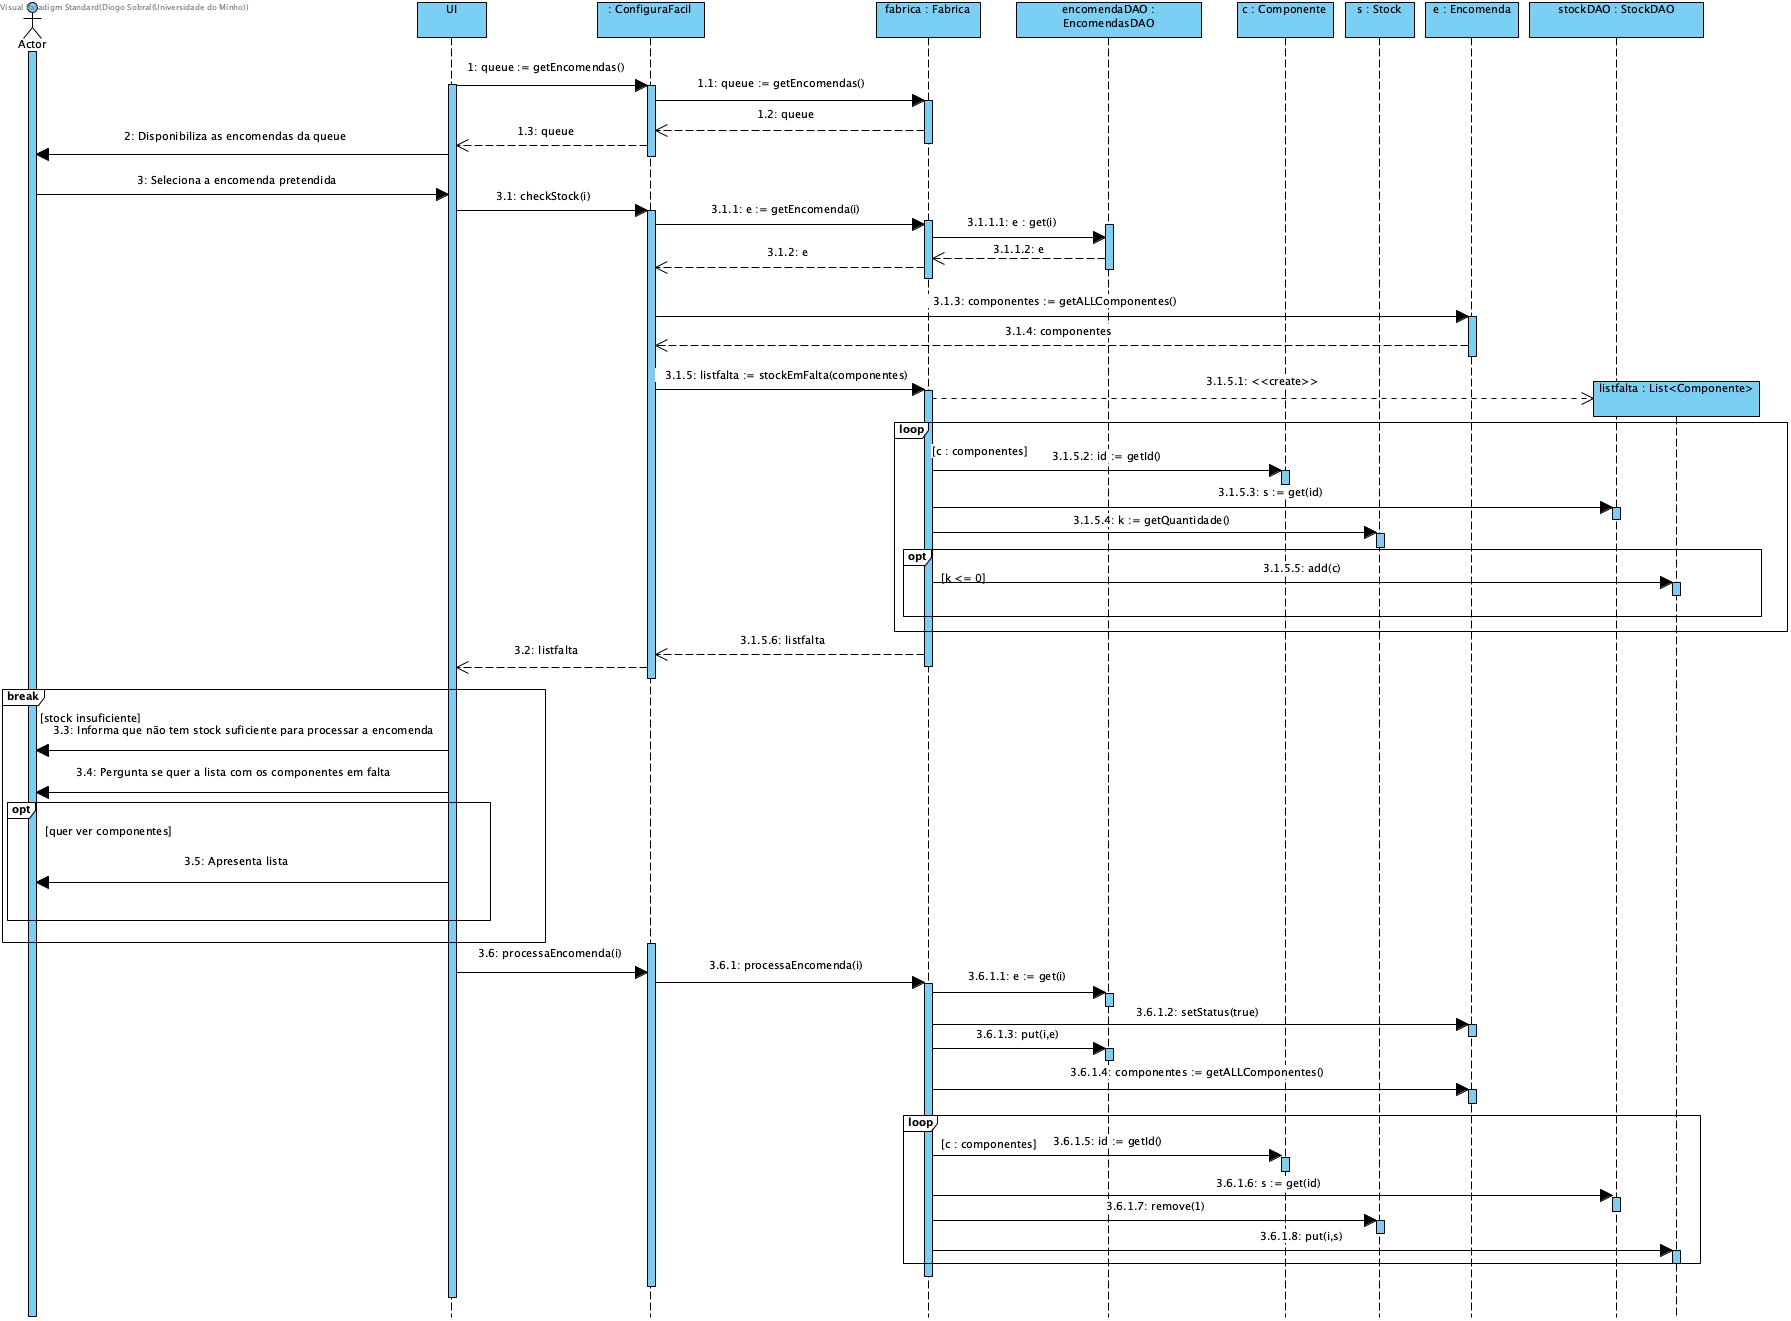 Visual Paradigm Standard(Diogo Sobral(Universidade do Minho))
Actor
UI
: ConfiguraFacil
fabrica : Fabrica
encomendaDAO :
EncomendasDAO
c : Componente
s : Stock
e : Encomenda
stockDAO : StockDAO
1: queue := getEncomendas()
1.1: queue := getEncomendas()
1.2: queue
1.3: queue
2: Disponibiliza as encomendas da queue
3: Seleciona a encomenda pretendida
3.1: checkStock(i)
3.1.1: e := getEncomenda(i)
3.1.1.1: e : get(i)
3.1.1.2: e
3.1.2: e
3.1.3: componentes := getALLComponentes()
3.1.4: componentes
3.1.5: listfalta := stockEmFalta(componentes)
3.1.5.1: <<create>>
listfalta : List<Componente>
loop
[c : componentes]
3.1.5.2: id := getId()
3.1.5.3: s := get(id)
3.1.5.4: k := getQuantidade()
opt
[k <= 0]
3.1.5.5: add(c)
3.1.5.6: listfalta
3.2: listfalta
break
[stock insuficiente]
3.3: Informa que não tem stock suficiente para processar a encomenda
3.4: Pergunta se quer a lista com os componentes em falta
opt
[quer ver componentes]
3.5: Apresenta lista
3.6: processaEncomenda(i)
3.6.1: processaEncomenda(i)
3.6.1.1: e := get(i)
3.6.1.2: setStatus(true)
3.6.1.3: put(i,e)
3.6.1.4: componentes := getALLComponentes()
loop
[c : componentes]
3.6.1.5: id := getId()
3.6.1.6: s := get(id)
3.6.1.7: remove(1)
3.6.1.8: put(i,s)